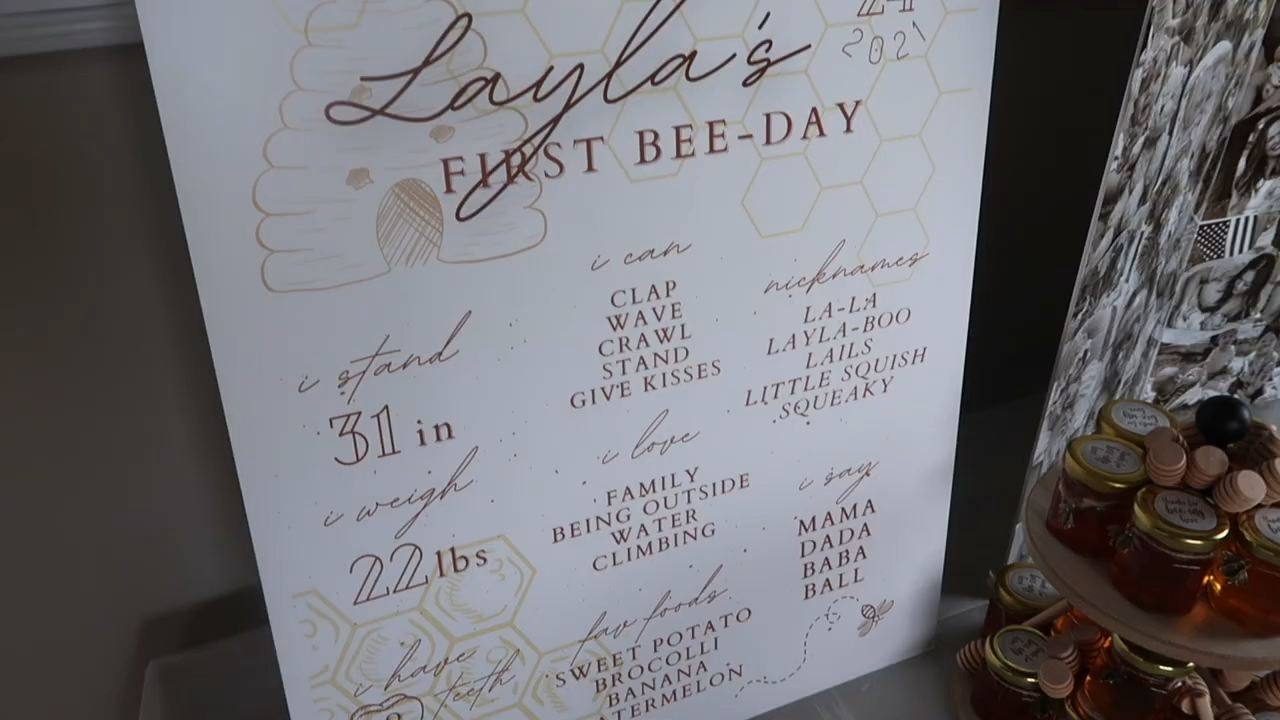 24
2021
Layla's
FIRST BEE-DAY
i stand
31 in
i weigh
22 lbs
i have
teeth
i can
CLAP
WAVE
CRAWL
STAND
GIVE KISSES
i love
FAMILY
BEING OUTSIDE
WATER
CLIMBING
fav foods
SWEET POTATO
BROCOLLI
BANANA
nicknames
LA-LA
LAYLA-BOO
LAILS
LITTLE SQUISH
SQUEAKY
i say
MAMA
DADA
BABA
BALL